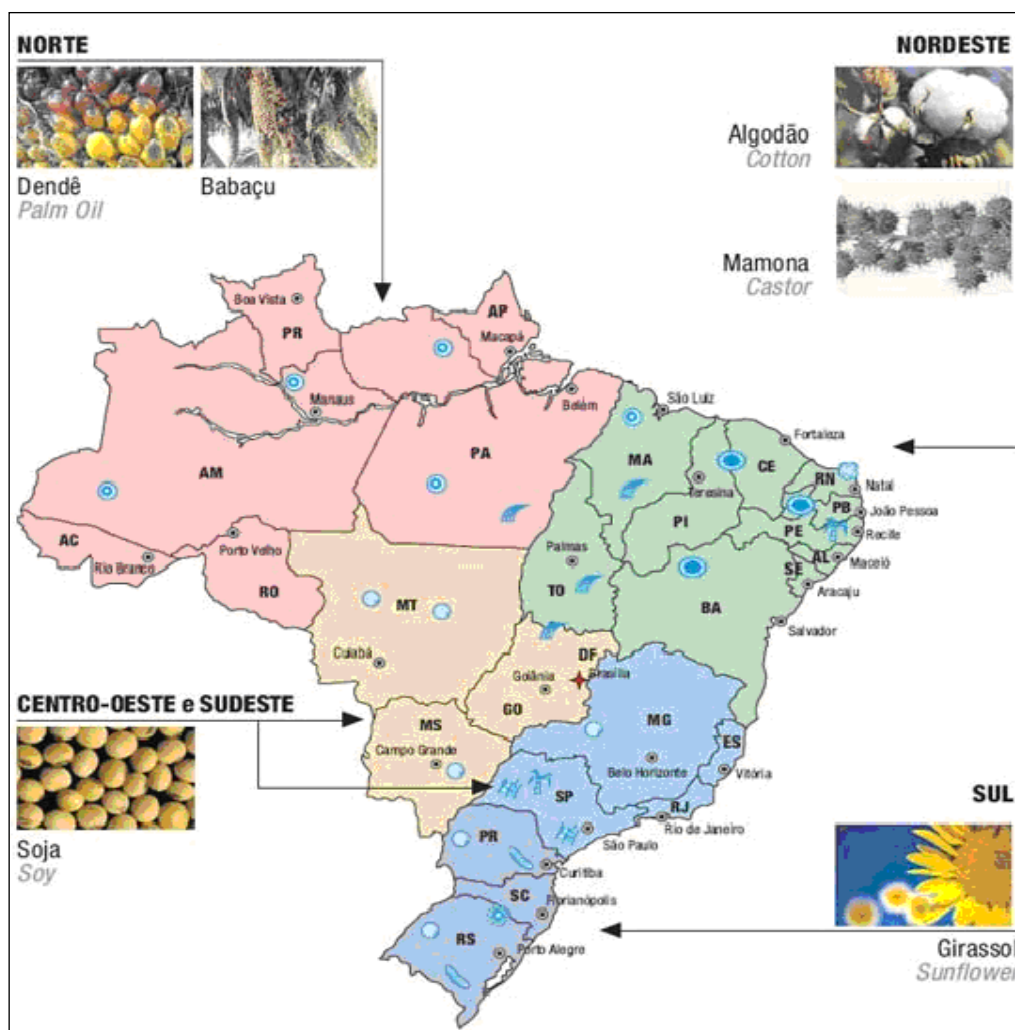 NORTE
Dendê
Palm Oil
Babaçu
NORDESTE
Algodão
Cotton
Mamona
Castor
Boa Vista
PR
AP
Macapá
Manaus
Belém
São Luiz
Fortaleza
AM
PA
MA
Teresina
CE
RN
Natal
PB
João Pessoa
PI
PE
Recife
AC
Rio Branco
Porto Velho
RO
Palmas
TO
AL
Maceló
SE
Aracaju
MT
BA
Salvador
Cuiabá
DF
Brasília
Goiânia
GO
CENTRO-OESTE e SUDESTE
Soja
Soy
MS
Campo Grande
MG
Belo Horizonte
ES
Vitória
SP
São Paulo
RJ
Rio de Janeiro
PR
Curitiba
SC
Florianópolis
RS
Porto Alegre
SUL
Girassol
Sunflower